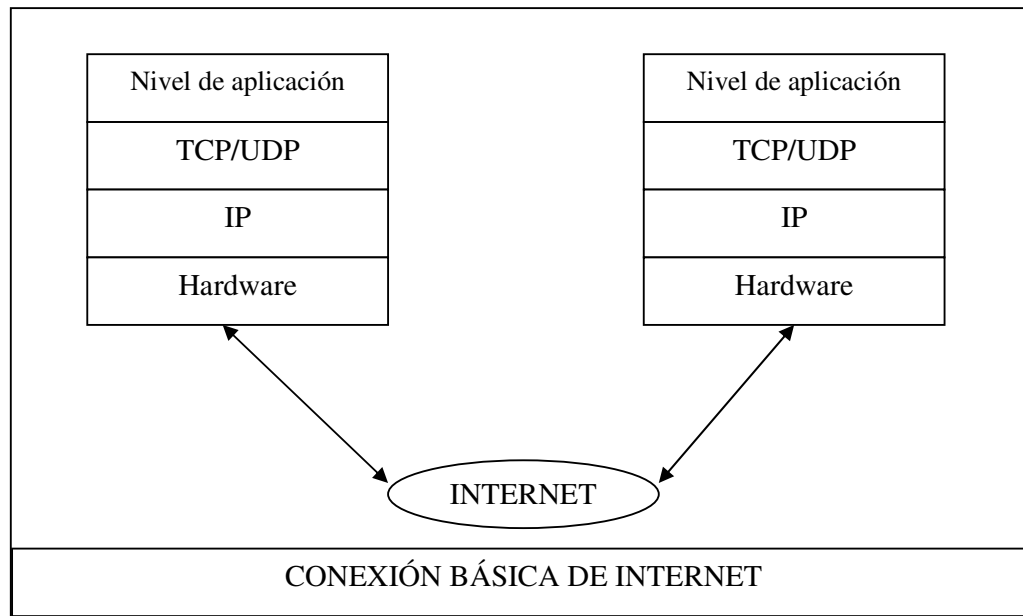 Nivel de aplicación
TCP/UDP
IP
Hardware
Nivel de aplicación
TCP/UDP
IP
Hardware
INTERNET
CONEXIÓN BÁSICA DE INTERNET